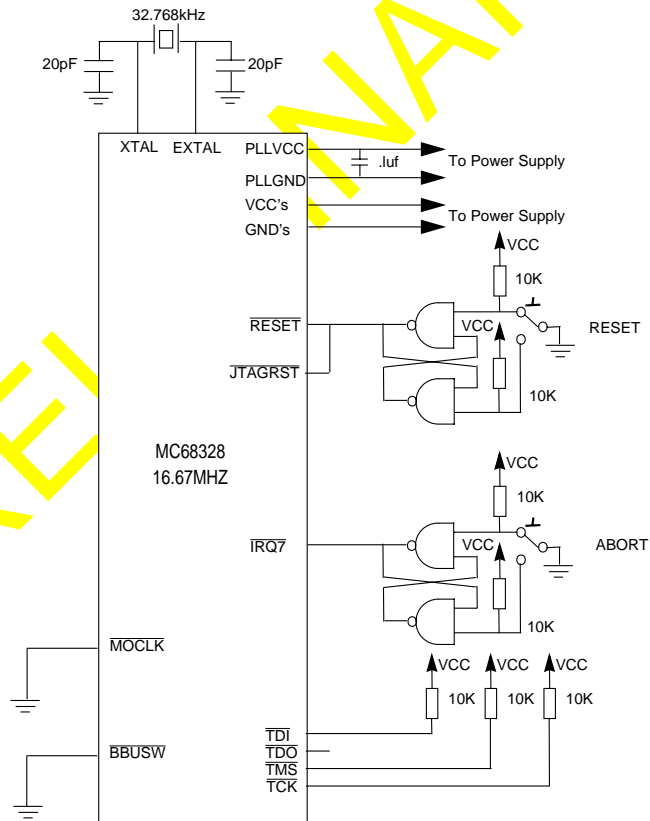 32.768kHz
20pF
20pF
XTAL
EXTAL
PLLVCC
.luf
To Power Supply
PLLGND
VCC's
To Power Supply
GND's
VCC
10K
RESET
VCC
RESET
JTAGRST
10K
MC68328
16.67MHZ
VCC
10K
IRQ7
VCC
ABORT
10K
MOCLK
VCC
VCC
VCC
10K
10K
10K
TDI
BBUSW
TDO
TMS
TCK